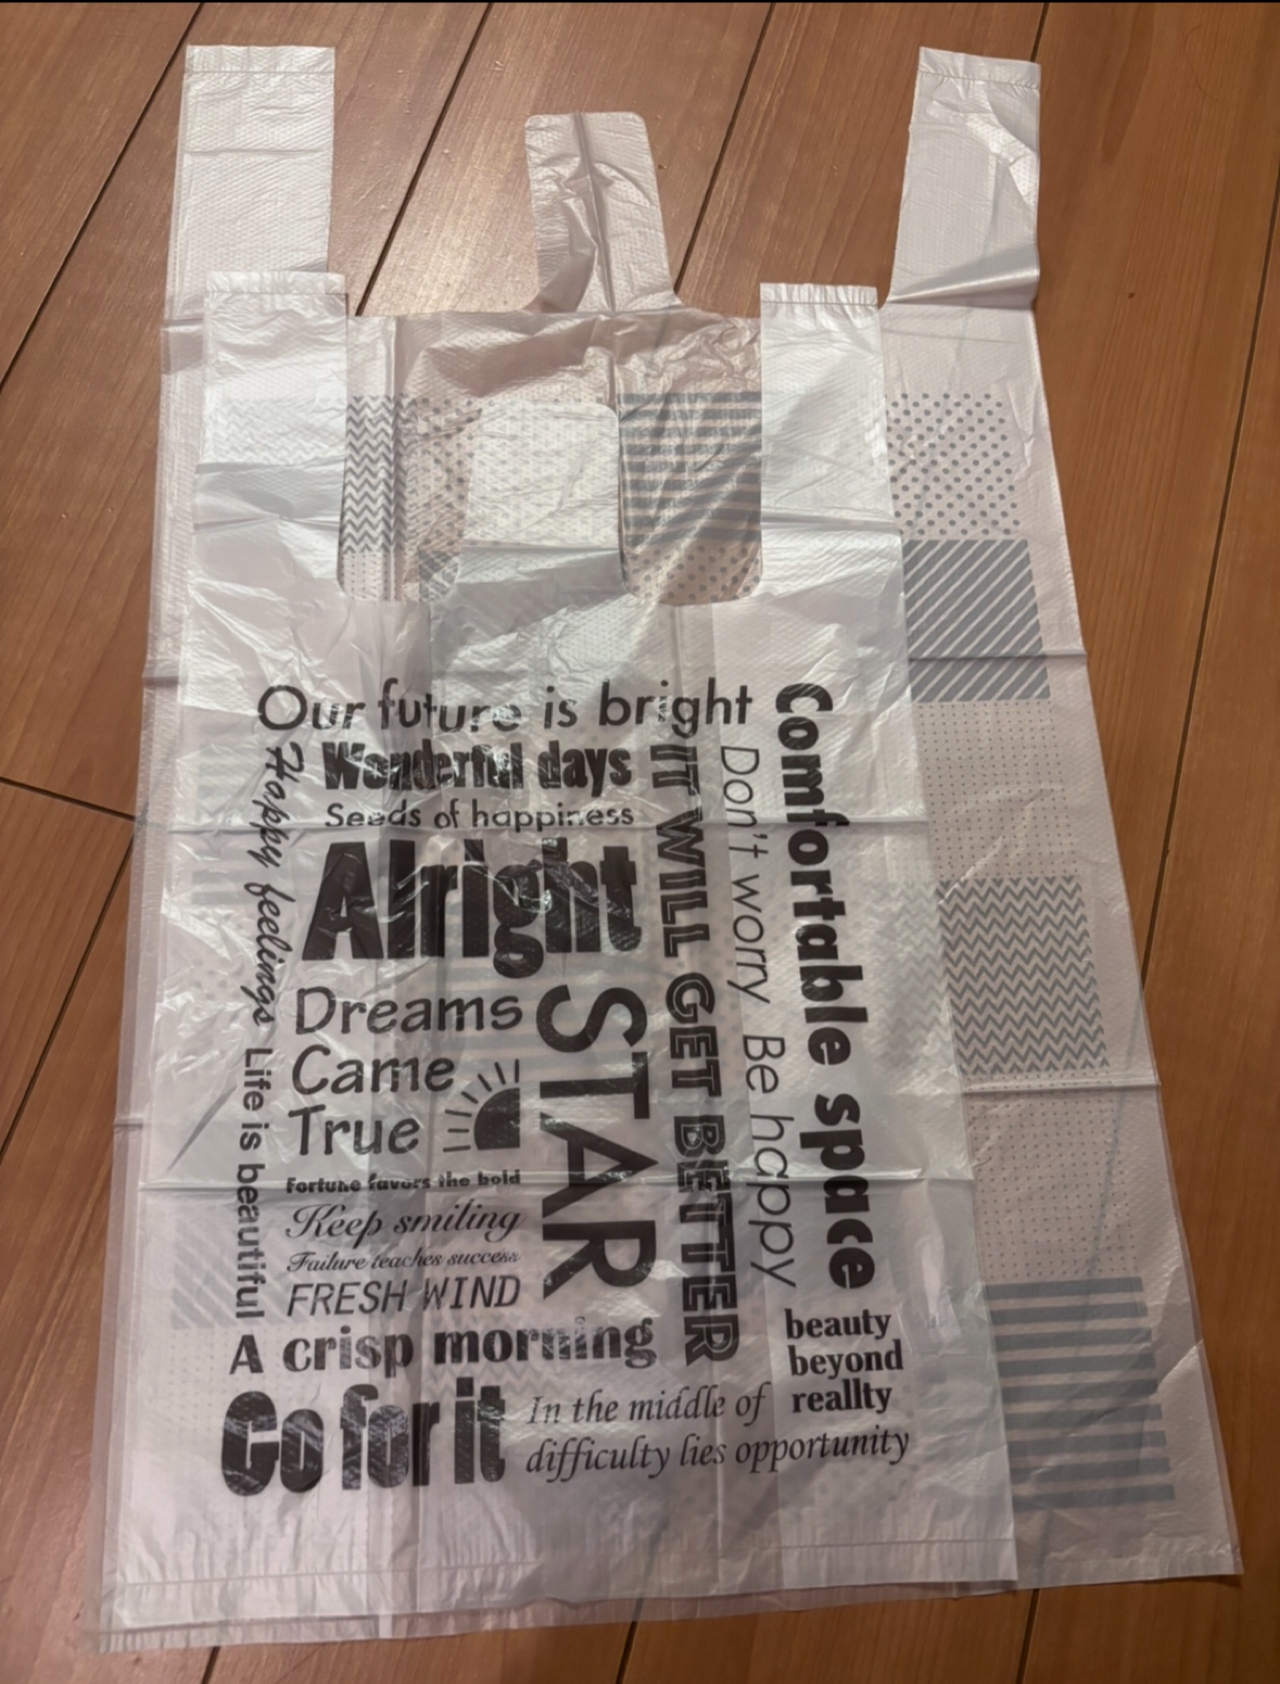 Our future is bright
Wonderful days
Seeds of happiness
Alright
Happy feelings
Life is beautiful
Dreams
Came
True
STAR
IT WILL GET BETTER
Don't worry Be happy
Comfortable space
Fortune favors the bold
Keep smiling
Failure teaches success
FRESH WIND
A crisp morning
beauty
beyond
reallty
Go for it
In the middle of
difficulty lies opportunity